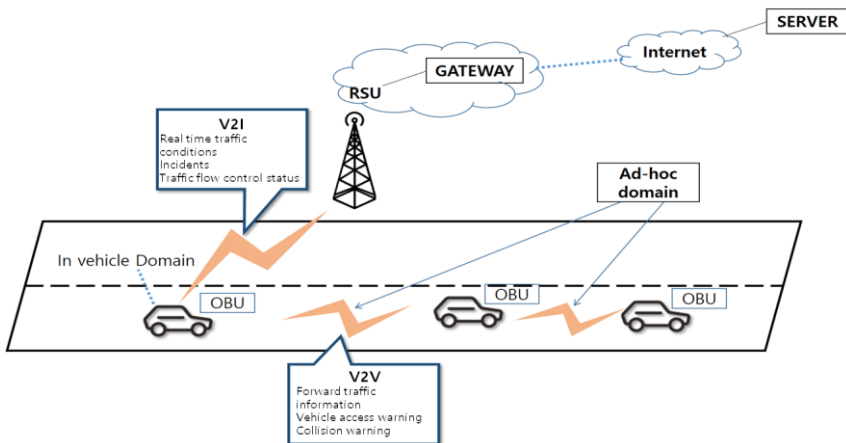 SERVER
Internet
GATEWAY
RSU
V2I
Real time traffic
conditions
Incidents
Traffic flow control status
Ad-hoc
domain
In vehicle Domain
OBU
OBU
OBU
V2V
Forward traffic
information
Vehicle access warning
Collision warning